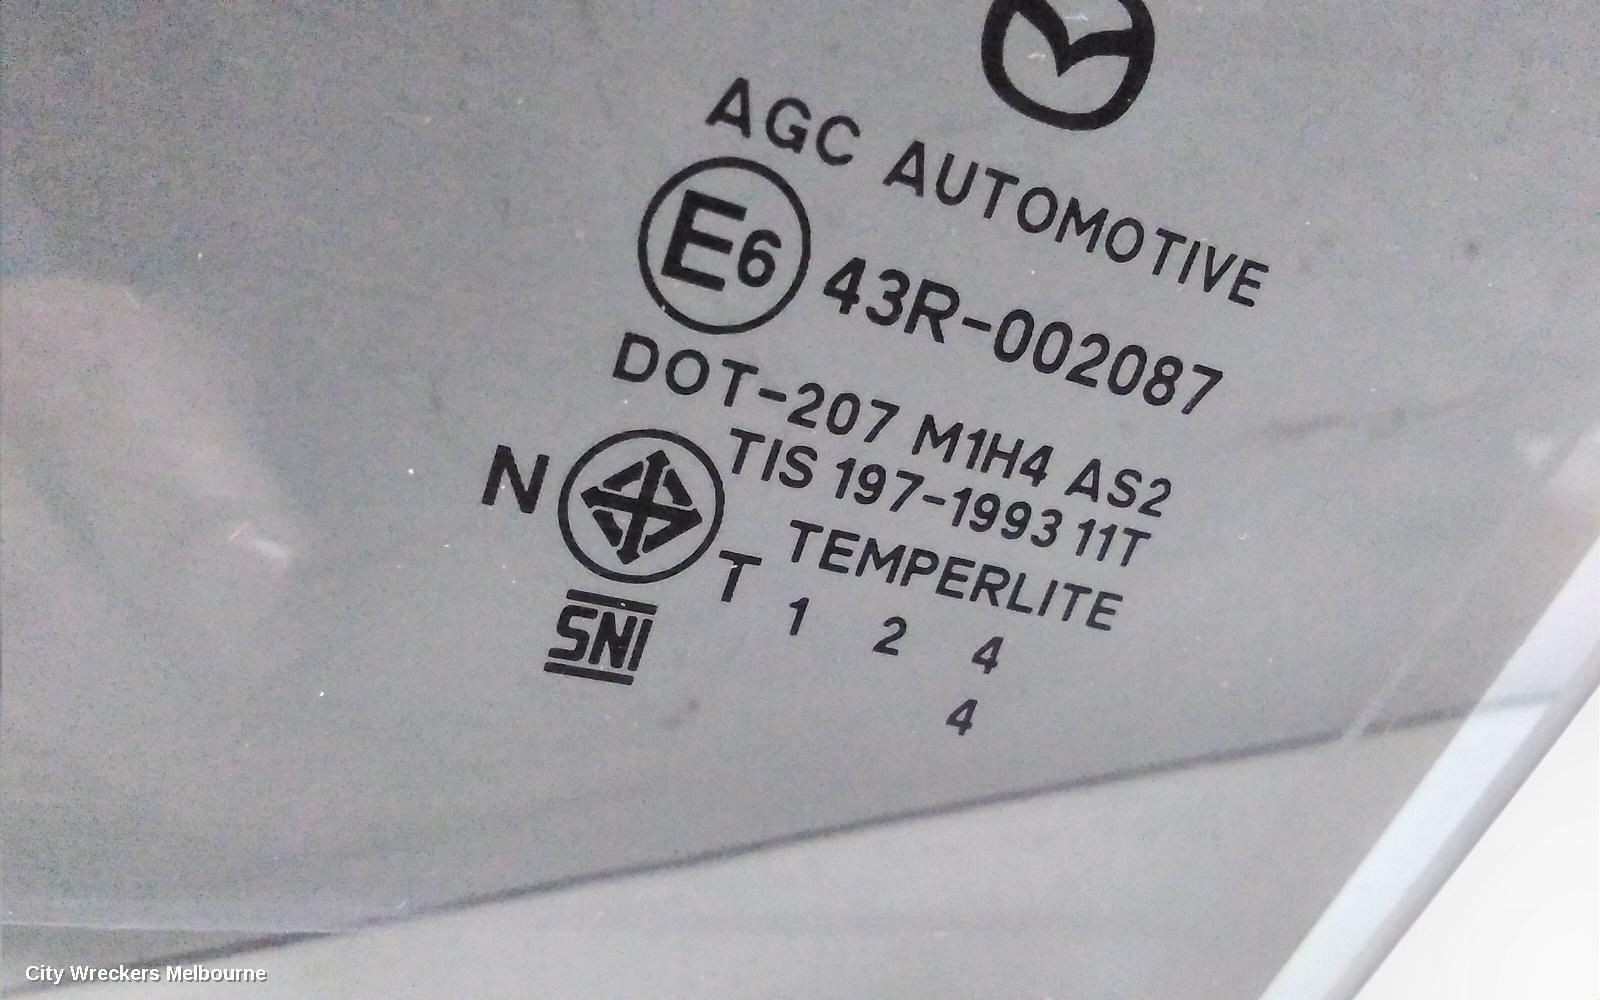 AGC AUTOMOTIVE
E6 43R-002087
DOT-207 M1H4 AS2
N TIS 197-1993 11T
T TEMPERLITE
SNI 1 2 4
4
City Wreckers Melbourne